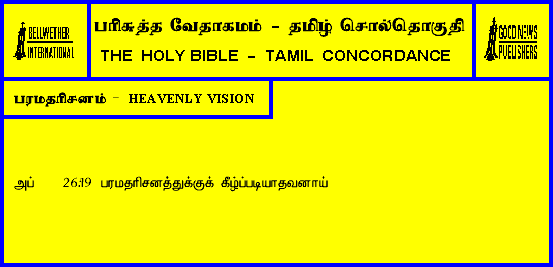 BELLWETHER
INTERNATIONAL
பரிசுத்த வேதாகமம் - தமிழ் சொல்தொகுதி
THE HOLY BIBLE - TAMIL CONCORDANCE
GOOD NEWS
PUBLISHERS
பரமதரிசனம் - HEAVENLY VISION
அப் 26:19 பரமதரிசனத்துக்குக் கீழ்ப்படியாதவனாய்